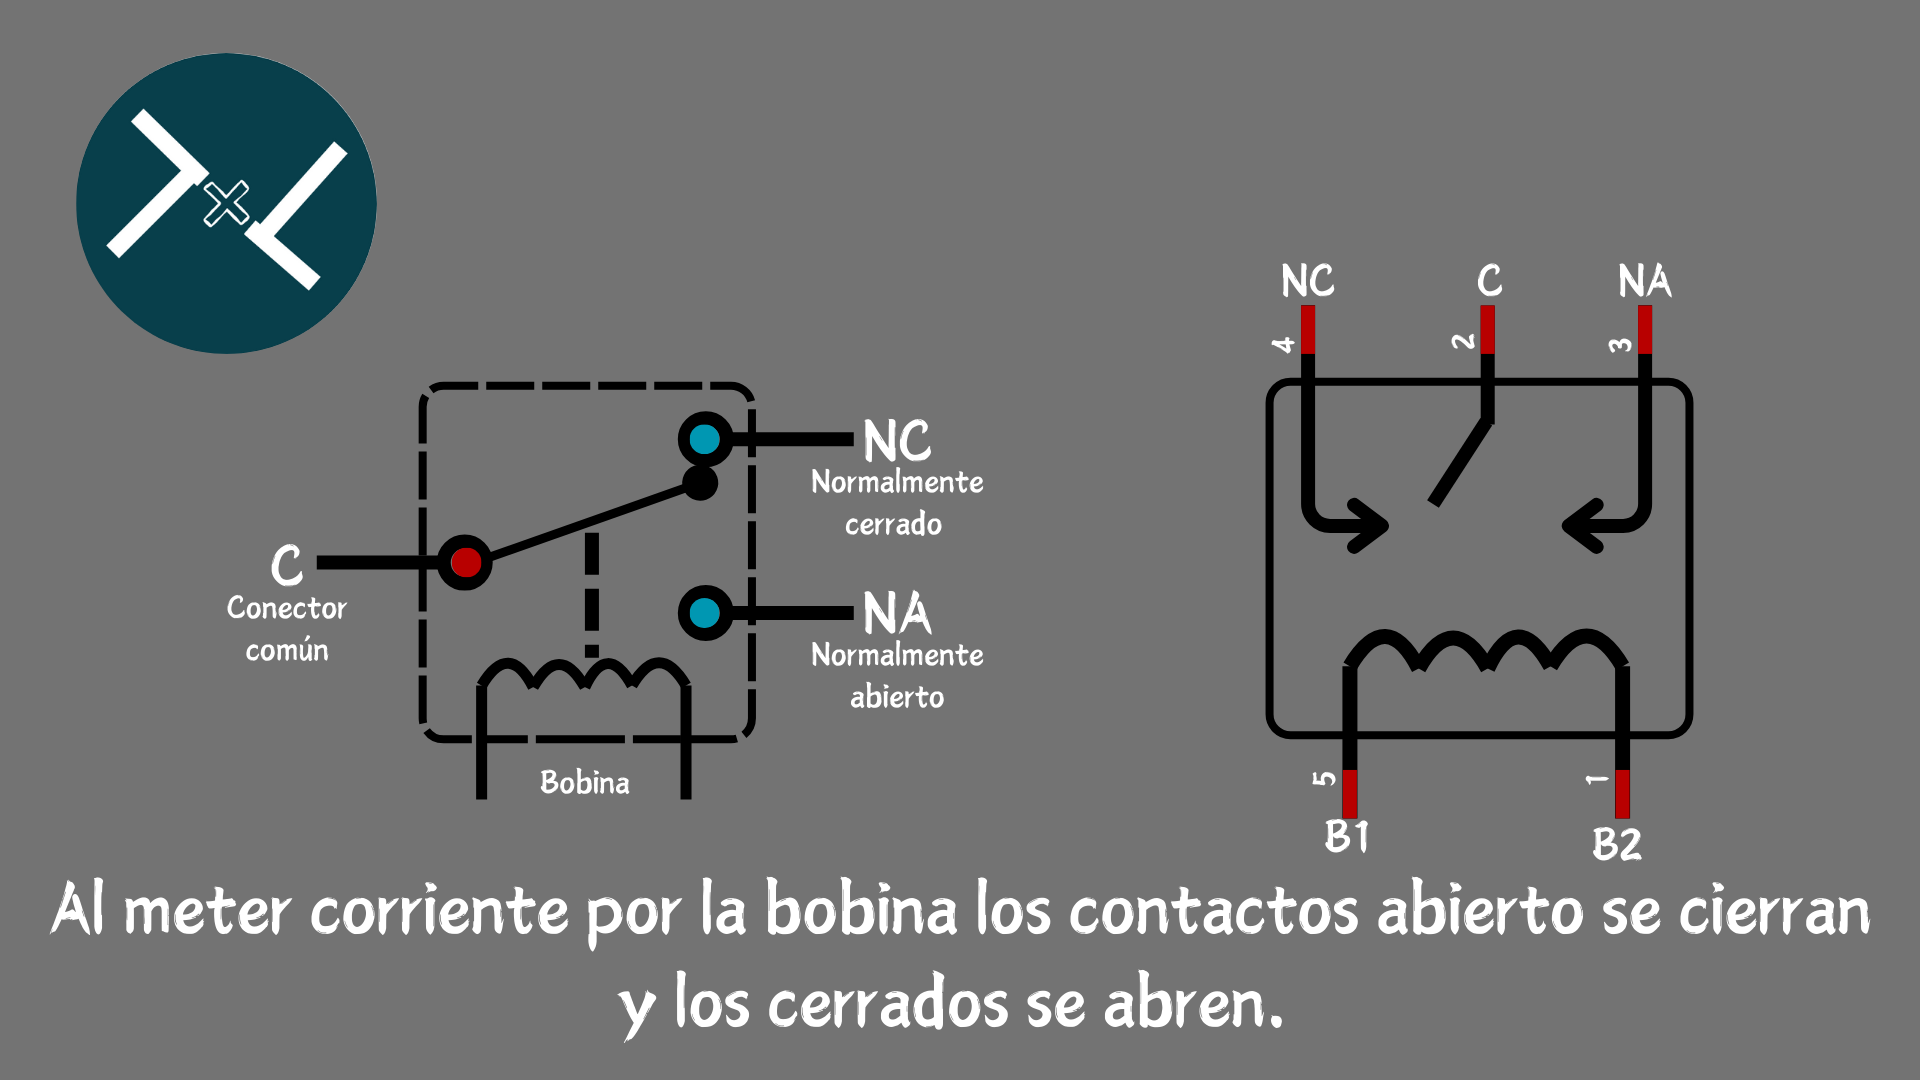 NC
C
NA
4
2
3
NC
Normalmente
cerrado
C
Conector
común
NA
Normalmente
abierto
Bobina
5
1
B1
B2
Al meter corriente por la bobina los contactos abierto se cierran
y los cerrados se abren.